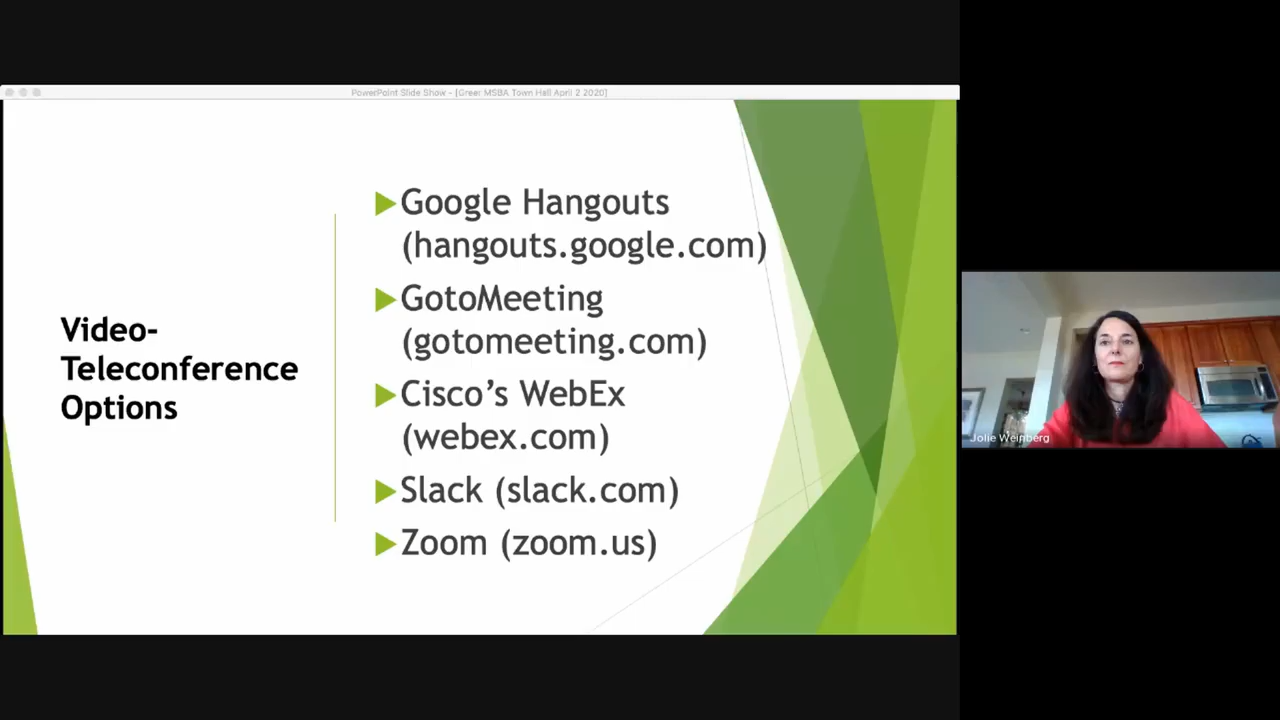 PowerPoint Slide Show - [Greer MSBA Town Hall April 2 2020]
Video-
Teleconference
Options
Google Hangouts
(hangouts.google.com)
GotoMeeting
(gotomeeting.com)
Cisco’s WebEx
(webex.com)
Slack (slack.com)
Zoom (zoom.us)
Jolie Weinberg